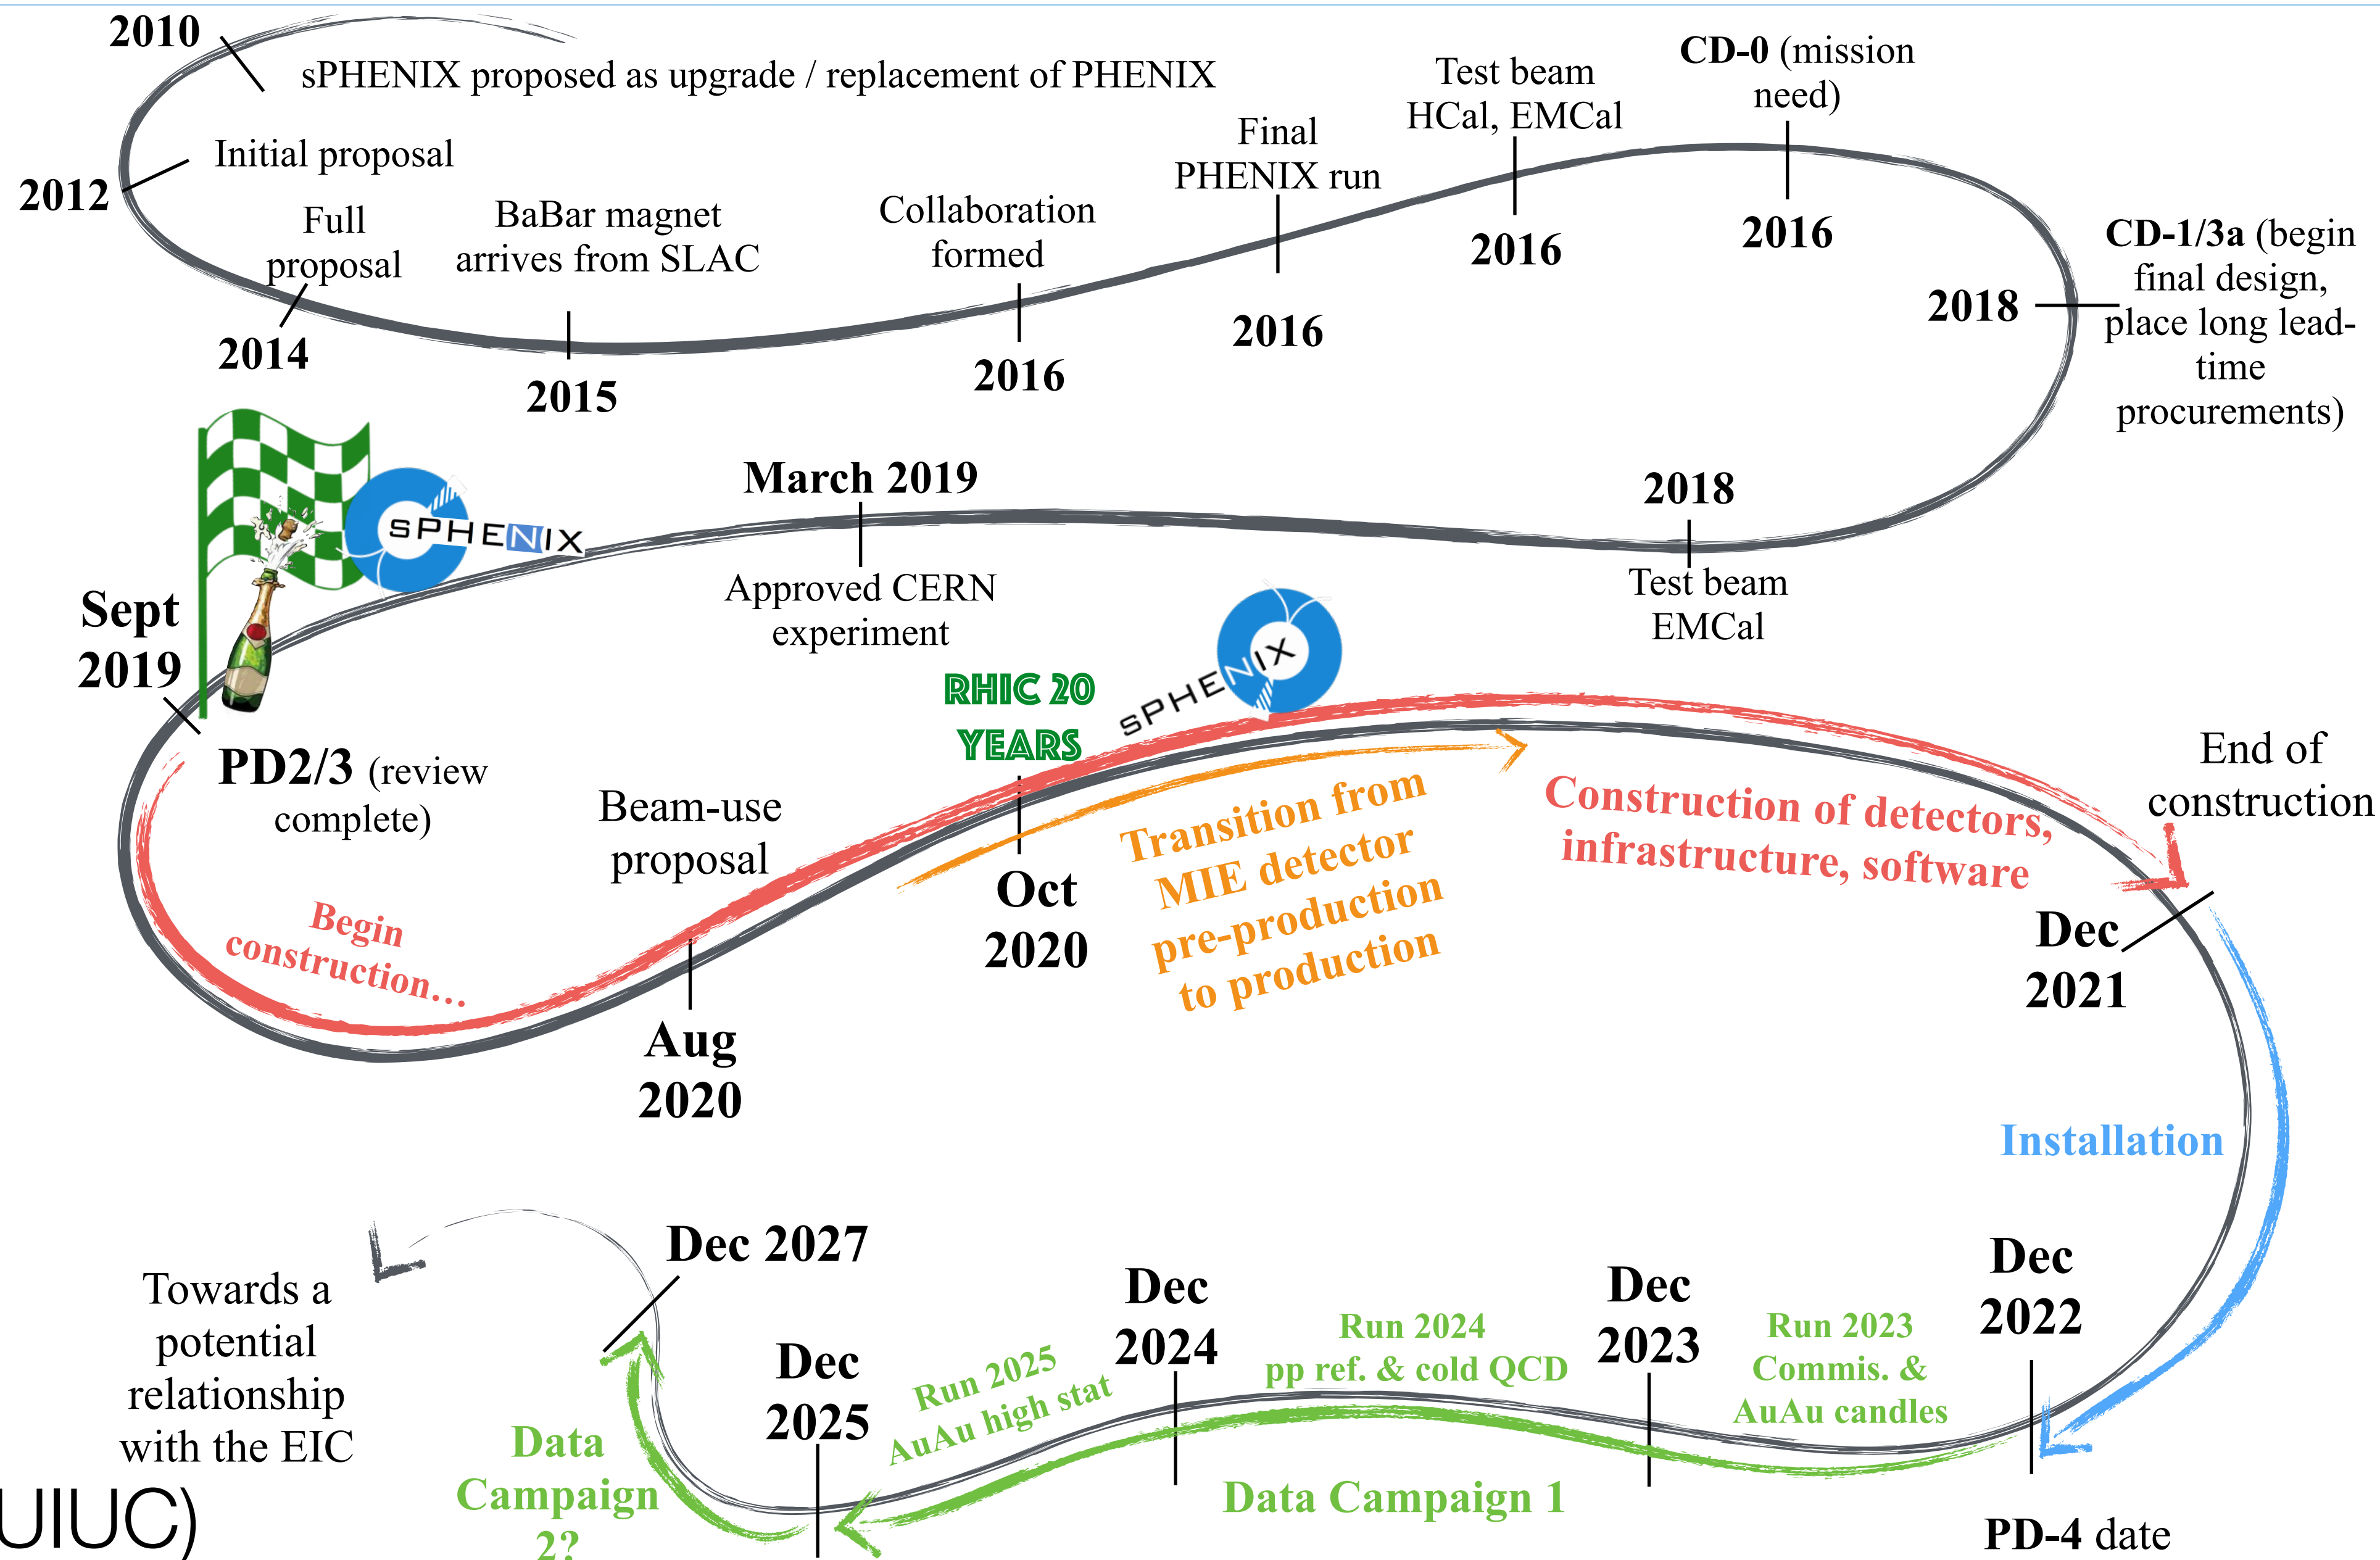 2010
sPHENIX proposed as upgrade / replacement of PHENIX
Initial proposal
2012
Full
proposal
2014
BaBar magnet
arrives from SLAC
2015
Collaboration
formed
2016
Final
PHENIX run
2016
Test beam
HCal, EMCal
2016
CD-0 (mission
need)
2016
2018
CD-1/3a (begin
final design,
place long lead-
time
procurements)
2018
Test beam
EMCal
March 2019
Approved CERN
experiment
sPHENIX
Sept
2019
PD2/3 (review
complete)
Begin
construction…
Beam-use
proposal
Aug
2020
RHIC 20
YEARS
Oct
2020
sPHENIX
Transition from
MIE detector
pre-production
to production
Construction of detectors,
infrastructure, software
End of
construction
Dec
2021
Installation
Dec
2022
PD-4 date
Run 2023
Commis. &
AuAu candles
Dec
2023
Run 2024
pp ref. & cold QCD
Data Campaign 1
Dec
2024
Run 2025
AuAu high stat
Dec
2025
Data
Campaign
2?
Dec 2027
Towards a
potential
relationship
with the EIC
UIUC)